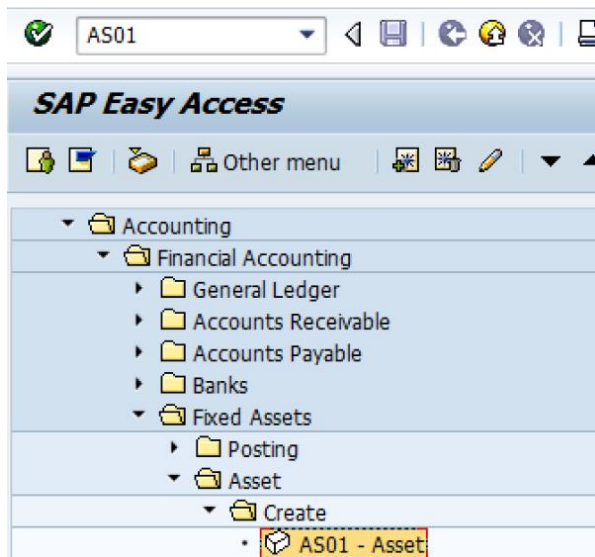 AS01
SAP Easy Access
Other menu
Accounting
Financial Accounting
General Ledger
Accounts Receivable
Accounts Payable
Banks
Fixed Assets
Posting
Asset
Create
AS01 - Asset